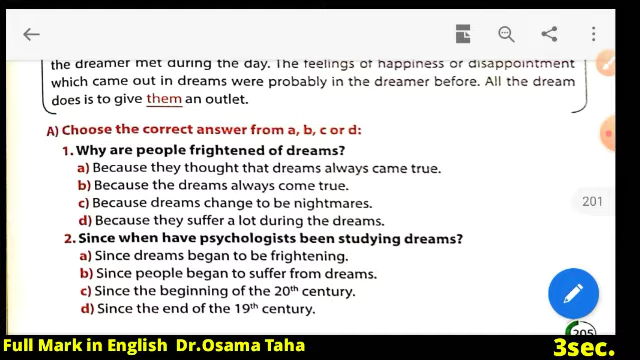 the dreamer met during the day. The feelings of happiness or disappointment
which came out in dreams were probably in the dreamer before. All the dream
does is to give them an outlet.
A) Choose the correct answer from a, b, c or d:
1. Why are people frightened of dreams?
a) Because they thought that dreams always came true.
b) Because the dreams always come true.
c) Because dreams change to be nightmares.
d) Because they suffer a lot during the dreams.
201
2. Since when have psychologists been studying dreams?
a) Since dreams began to be frightening.
b) Since people began to suffer from dreams.
c) Since the beginning of the 20th century.
d) Since the end of the 19th century.
205
Full Mark in English Dr.Osama Taha
3sec.